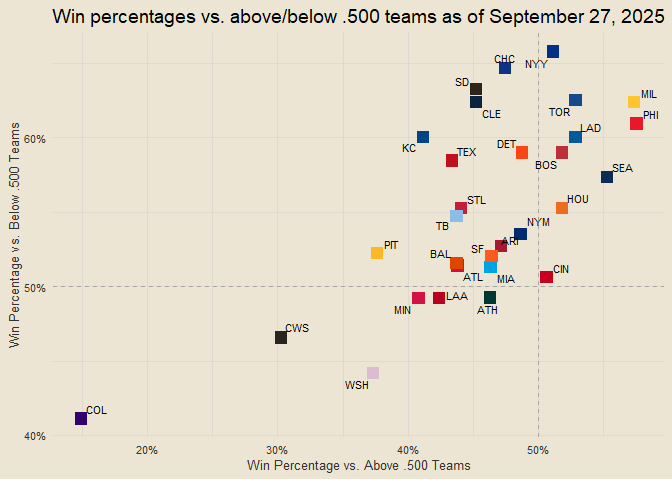 Win percentages vs. above/below .500 teams as of September 27, 2025
Win Percentage vs. Below .500 Teams
60%
50%
40%
CHC
NYY
SD
CLE
TOR
MIL
PHI
LAD
KC
TEX
DET
BOS
SEA
STL
TB
HOU
NYM
PIT
BAL
SF
ARI
ATL
MIA
CIN
MIN
LAA
ATH
CWS
WSH
COL
20%
30%
40%
50%
Win Percentage vs. Above .500 Teams